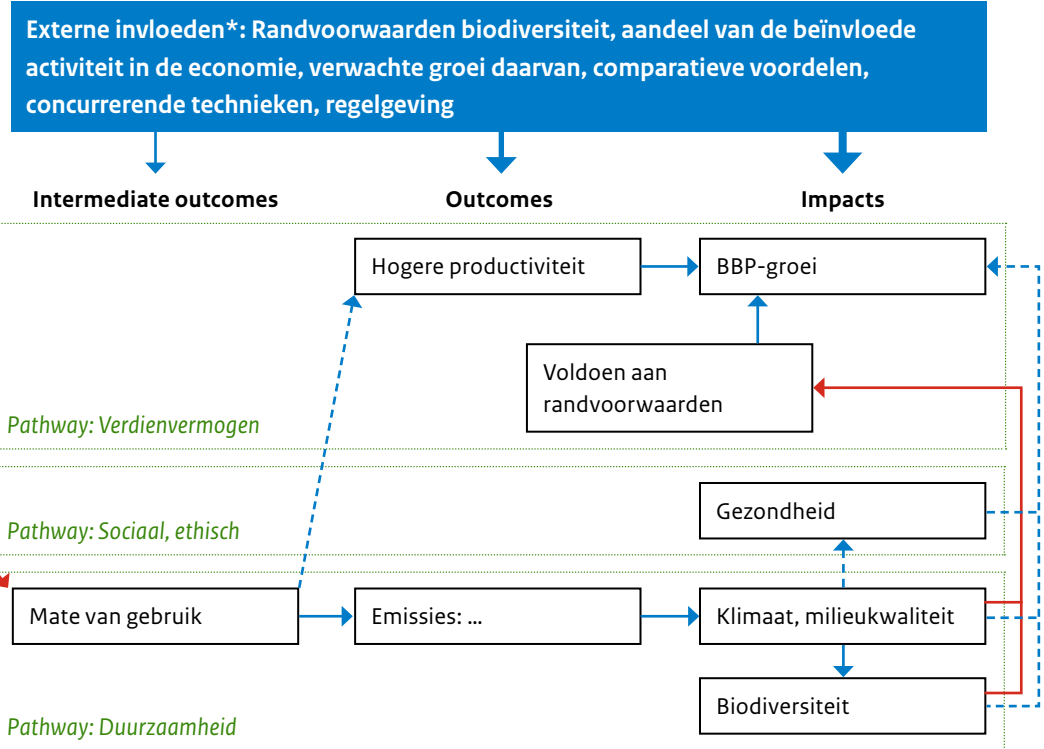 Externe invloeden*: Randvoorwaarden biodiversiteit, aandeel van de beïnvloede
activiteit in de economie, verwachte groei daarvan, comparatieve voordelen,
concurrerende technieken, regelgeving
Intermediate outcomes
Outcomes
Impacts
Hogere productiviteit
BBP-groei
Voldoen aan
randvoorwaarden
Pathway: Verdienvermogen
Gezondheid
Pathway: Sociaal, ethisch
Mate van gebruik
Emissies: ...
Klimaat, milieukwaliteit
Biodiversiteit
Pathway: Duurzaamheid